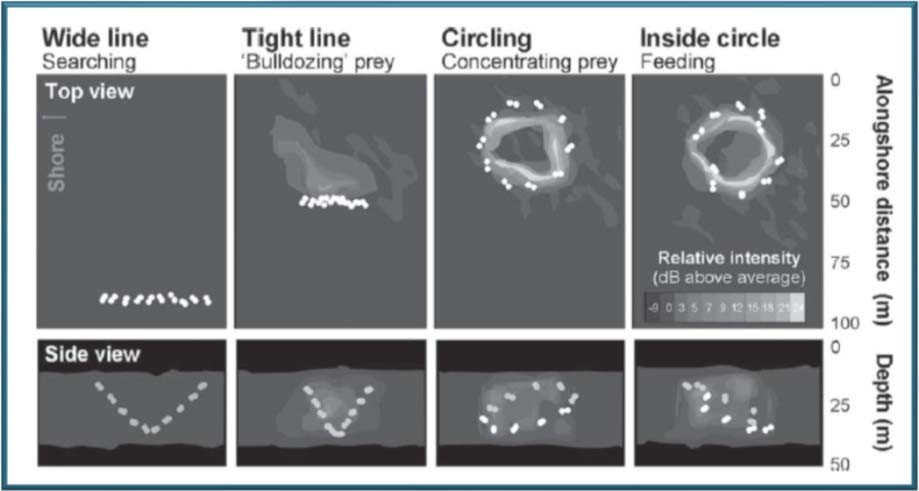 Wide line
Searching
Tight line
'Bulldozing' prey
Circling
Concentrating prey
Inside circle
Feeding
Top view
Shore
Relative intensity
(dB above average)
-9 0 3 5 7 9 12 15 18 21 24
0
25
50
75
100
Alongshore distance (m)
Side view
0
25
50
Depth (m)